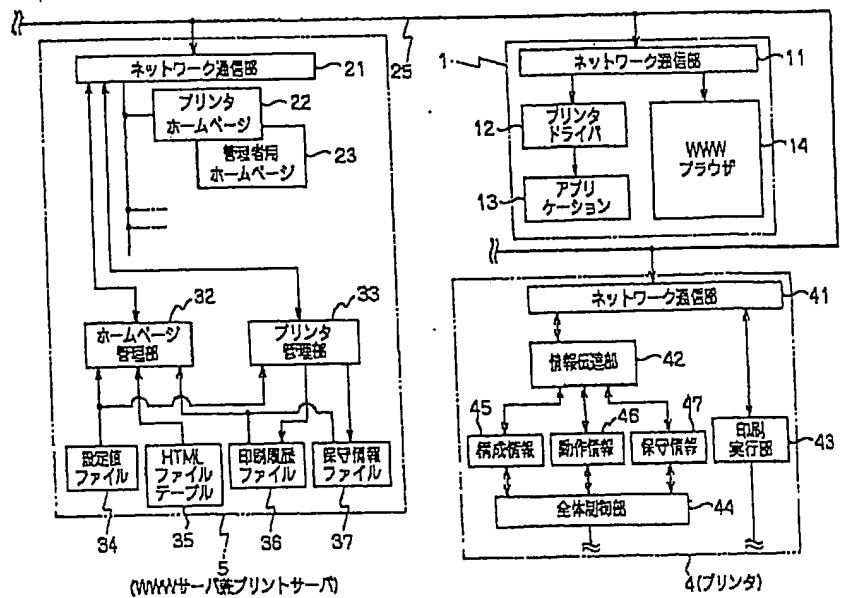 ネットワーク通信部
21
プリンタ
ホームページ
22
管理者用
ホームページ
23
25
32
ホームページ
管理部
33
プリンタ
管理部
設定値
ファイル
HTML
ファイル
テーブル
印刷履歴
ファイル
保守情報
ファイル
34
35
5
36
37
(WWWサーバ兼プリントサーバ)
1
ネットワーク通信部
11
12
プリンタ
ドライバ
13
アプリ
ケーション
WWW
ブラウザ
14
ネットワーク通信部
41
情報伝達部
42
45
46
47
構成情報
動作情報
保守情報
印刷
実行部
43
全体制御部
44
4(プリンタ)